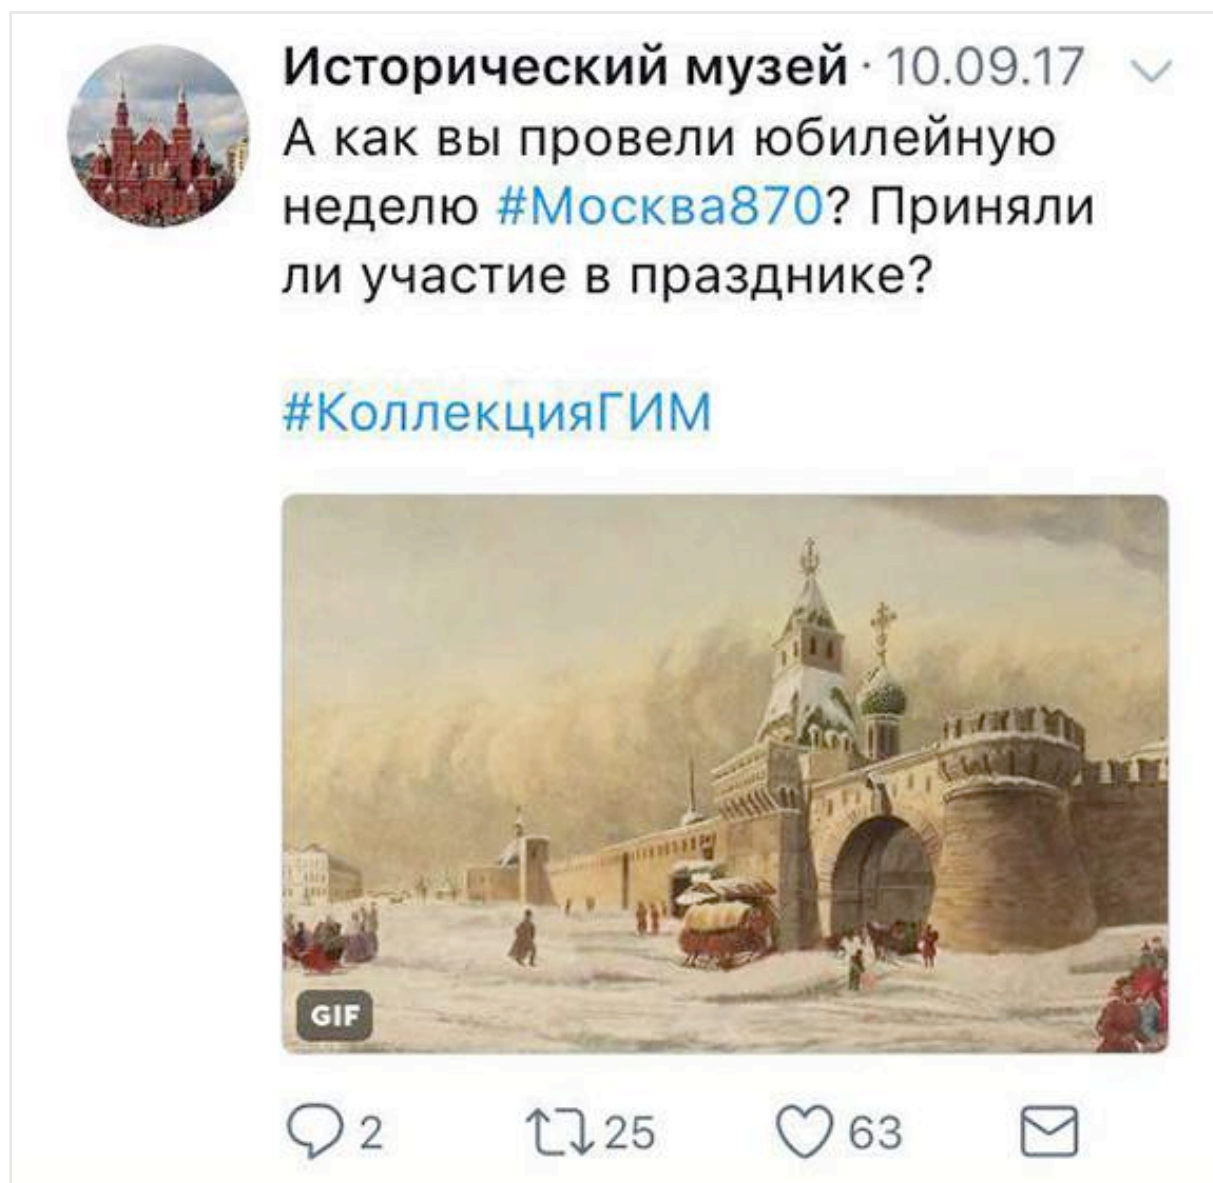 Исторический музей · 10.09.17
А как вы провели юбилейную
неделю #Москва870? Приняли
ли участие в празднике?
#КоллекцияГИМ
GIF
2 25 63